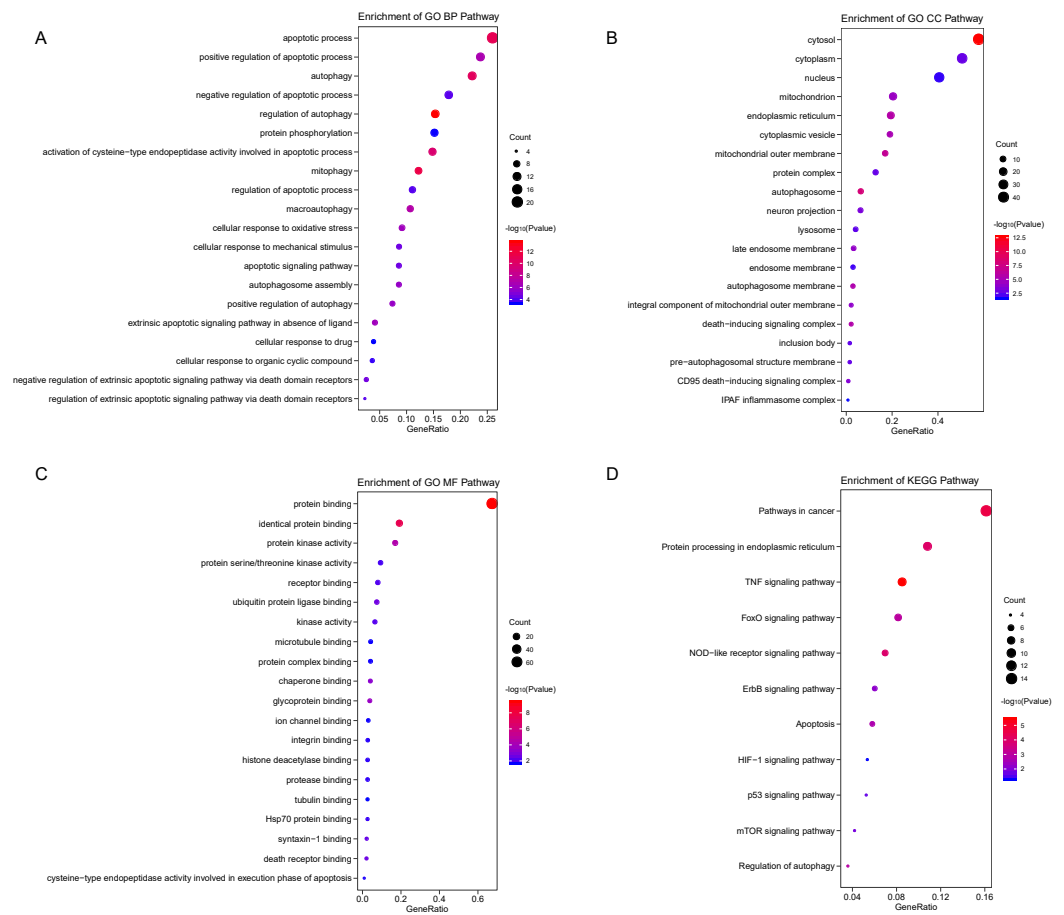 A
Enrichment of GO BP Pathway
apoptotic process
positive regulation of apoptotic process
autophagy
negative regulation of apoptotic process
regulation of autophagy
protein phosphorylation
activation of cysteine−type endopeptidase activity involved in apoptotic process
mitophagy
regulation of apoptotic process
macroautophagy
cellular response to oxidative stress
cellular response to mechanical stimulus
apoptotic signaling pathway
autophagosome assembly
positive regulation of autophagy
extrinsic apoptotic signaling pathway in absence of ligand
cellular response to drug
cellular response to organic cyclic compound
negative regulation of extrinsic apoptotic signaling pathway via death domain receptors
regulation of extrinsic apoptotic signaling pathway via death domain receptors
0.05 0.10 0.15 0.20 0.25
GeneRatio
Count
4
8
12
16
20
-log10(Pvalue)
12
10
8
6
4
B
Enrichment of GO CC Pathway
cytosol
cytoplasm
nucleus
mitochondrion
endoplasmic reticulum
cytoplasmic vesicle
mitochondrial outer membrane
protein complex
autophagosome
neuron projection
lysosome
late endosome membrane
endosome membrane
autophagosome membrane
integral component of mitochondrial outer membrane
death−inducing signaling complex
inclusion body
pre−autophagosomal structure membrane
CD95 death−inducing signaling complex
IPAF inflammasome complex
0.0 0.2 0.4
GeneRatio
Count
10
20
30
40
-log10(Pvalue)
12.5
10.0
7.5
5.0
2.5
C
Enrichment of GO MF Pathway
protein binding
identical protein binding
protein kinase activity
protein serine/threonine kinase activity
receptor binding
ubiquitin protein ligase binding
kinase activity
microtubule binding
protein complex binding
chaperone binding
glycoprotein binding
ion channel binding
integrin binding
histone deacetylase binding
protease binding
tubulin binding
Hsp70 protein binding
syntaxin−1 binding
death receptor binding
cysteine−type endopeptidase activity involved in execution phase of apoptosis
0.0 0.2 0.4 0.6
GeneRatio
Count
20
40
60
-log10(Pvalue)
8
6
4
2
D
Enrichment of KEGG Pathway
Pathways in cancer
Protein processing in endoplasmic reticulum
TNF signaling pathway
FoxO signaling pathway
NOD−like receptor signaling pathway
ErbB signaling pathway
Apoptosis
HIF−1 signaling pathway
p53 signaling pathway
mTOR signaling pathway
Regulation of autophagy
0.04 0.08 0.12 0.16
GeneRatio
Count
4
6
8
10
12
14
-log10(Pvalue)
5
4
3
2